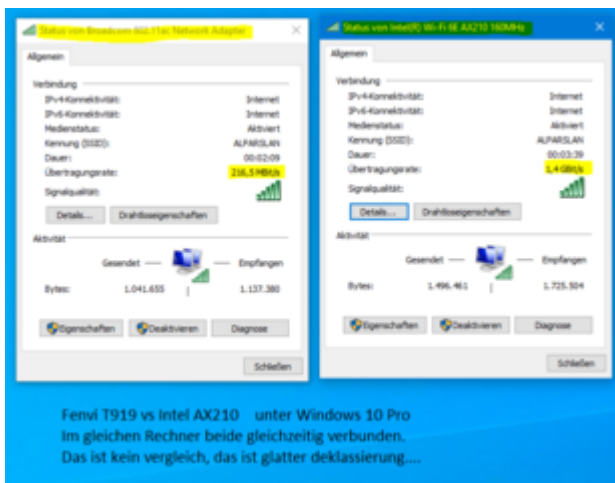 Status von Broadcom 802.11ac Network Adapter
Allgemein
Verbindung
IPv4-Konnektivität: Internet
IPv6-Konnektivität: Internet
Medienstatus: Aktiviert
Kennung (SSID): ALPARSLAN
Dauer: 00:02:09
Übertragungsrate: 216,5 MBit/s
Signalqualität:
Details... Drahtloseigenschaften
Aktivität
Gesendet — — Empfangen
Bytes: 1.041.655 | 1.137.380
Eigenschaften Deaktivieren Diagnose
Schließen
Status von Intel(R) Wi-Fi 6E AX210 160MHz
Allgemein
Verbindung
IPv4-Konnektivität: Internet
IPv6-Konnektivität: Internet
Medienstatus: Aktiviert
Kennung (SSID): ALPARSLAN
Dauer: 00:03:39
Übertragungsrate: 1,4 GBit/s
Signalqualität:
Details... Drahtloseigenschaften
Aktivität
Gesendet — — Empfangen
Bytes: 1.496.461 | 1.725.504
Eigenschaften Deaktivieren Diagnose
Schließen
Fenvi T919 vs Intel AX210 unter Windows 10 Pro
Im gleichen Rechner beide gleichzeitig verbunden.
Das ist kein vergleich, das ist glatter deklassierung....